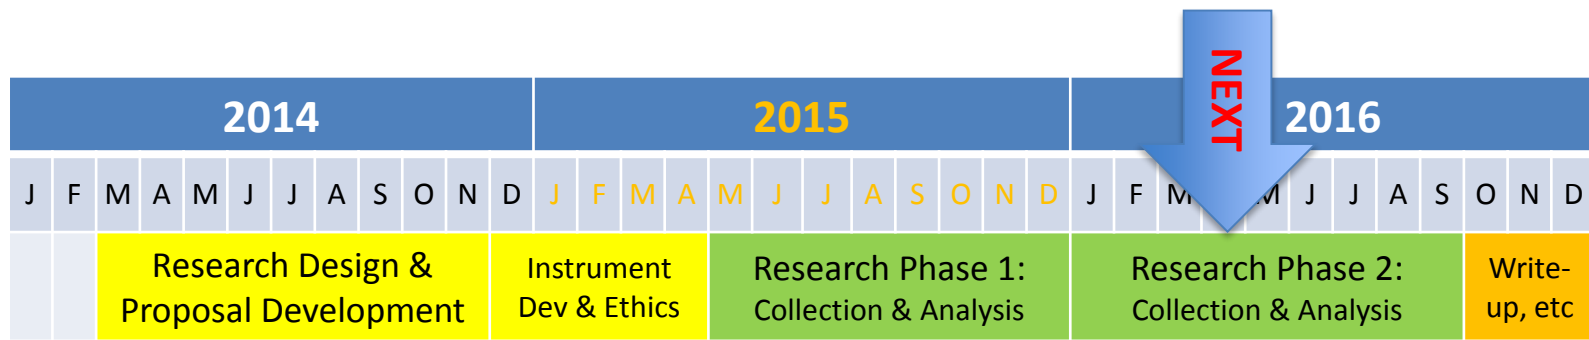 NEXT
2014 2015 2016
J F M A M J J A S O N D J F M A M J J A S O N D J F M M J J A S O N D
Research Design & Instrument Research Phase 1: Research Phase 2: Write-
Proposal Development Dev & Ethics Collection & Analysis Collection & Analysis up, etc